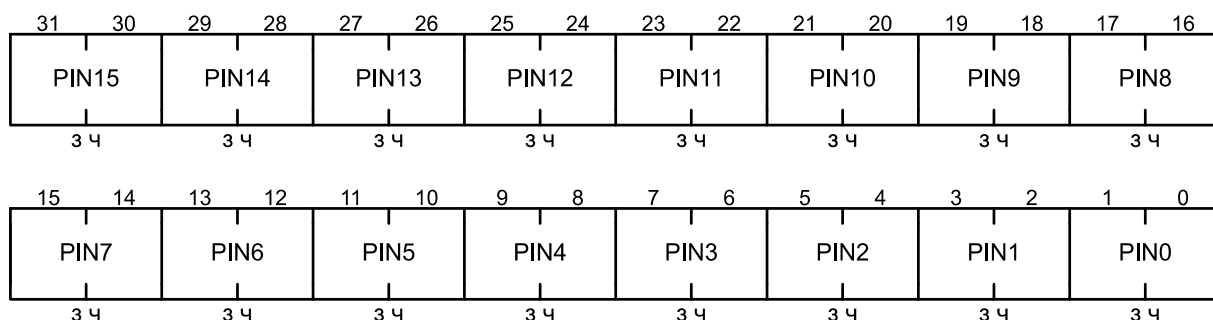 31 30 29 28 27 26 25 24 23 22 21 20 19 18 17 16
PIN15 PIN14 PIN13 PIN12 PIN11 PIN10 PIN9 PIN8
з ч з ч з ч з ч з ч з ч з ч з ч
15 14 13 12 11 10 9 8 7 6 5 4 3 2 1 0
PIN7 PIN6 PIN5 PIN4 PIN3 PIN2 PIN1 PIN0
з ч з ч з ч з ч з ч з ч з ч з ч